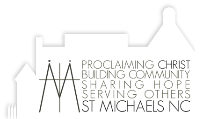 PROCLAIMING CHRIST
BUILDING COMMUNITY
SHARING HOPE
SERVING OTHERS
ST MICHAELS NC